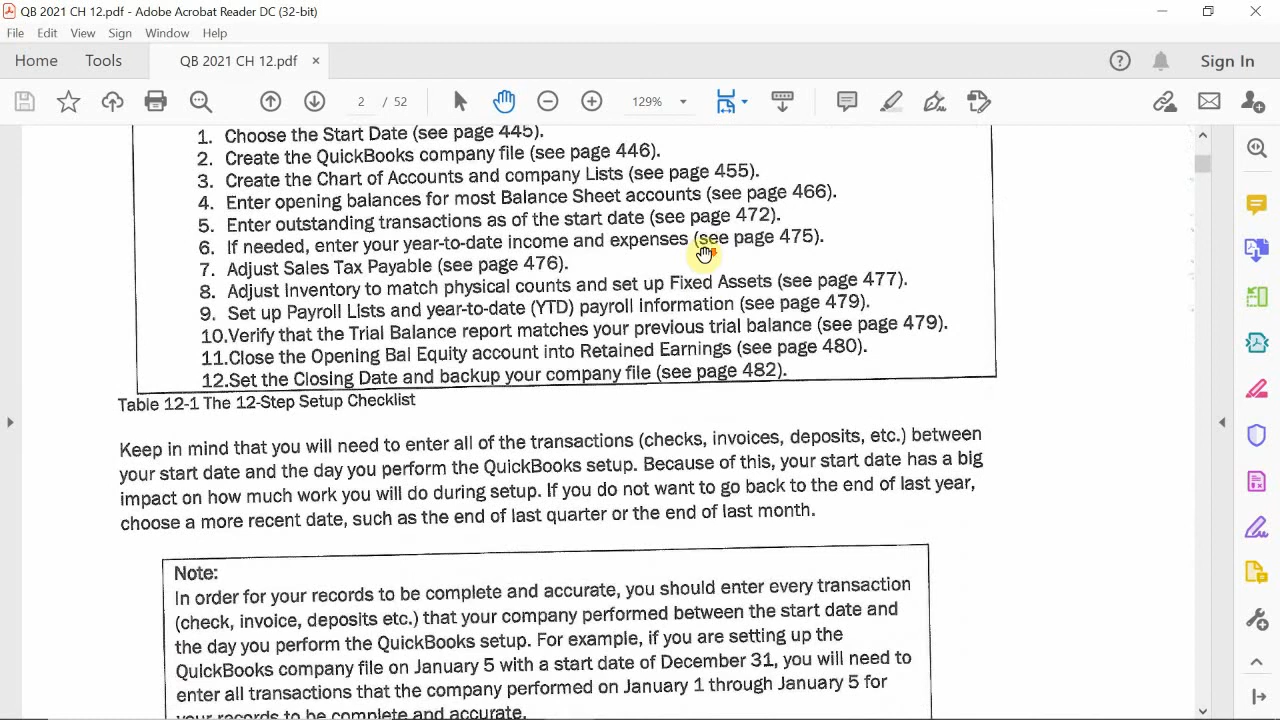 QB 2021 CH 12.pdf - Adobe Acrobat Reader DC (32-bit)
File Edit View Sign Window Help
Home Tools QB 2021 CH 12.pdf × Sign In
2 / 52 129%
1. Choose the Start Date (see page 445).
2. Create the QuickBooks company file (see page 446).
3. Create the Chart of Accounts and company Lists (see page 455).
4. Enter opening balances for most Balance Sheet accounts (see page 466).
5. Enter outstanding transactions as of the start date (see page 472).
6. If needed, enter your year-to-date income and expenses (see page 475).
7. Adjust Sales Tax Payable (see page 476).
8. Adjust Inventory to match physical counts and set up Fixed Assets (see page 477).
9. Set up Payroll Lists and year-to-date (YTD) payroll information (see page 479).
10.Verify that the Trial Balance report matches your previous trial balance (see page 479).
11.Close the Opening Bal Equity account into Retained Earnings (see page 480).
12.Set the Closing Date and backup your company file (see page 482).
Table 12-1 The 12-Step Setup Checklist
Keep in mind that you will need to enter all of the transactions (checks, invoices, deposits, etc.) between
your start date and the day you perform the QuickBooks setup. Because of this, your start date has a big
impact on how much work you will do during setup. If you do not want to go back to the end of last year,
choose a more recent date, such as the end of last quarter or the end of last month.
Note:
In order for your records to be complete and accurate, you should enter every transaction
(check, invoice, deposits etc.) that your company performed between the start date and
the day you perform the QuickBooks setup. For example, if you are setting up the
QuickBooks company file on January 5 with a start date of December 31, you will need to
enter all transactions that the company performed on January 1 through January 5 for
your records to be complete and accurate.